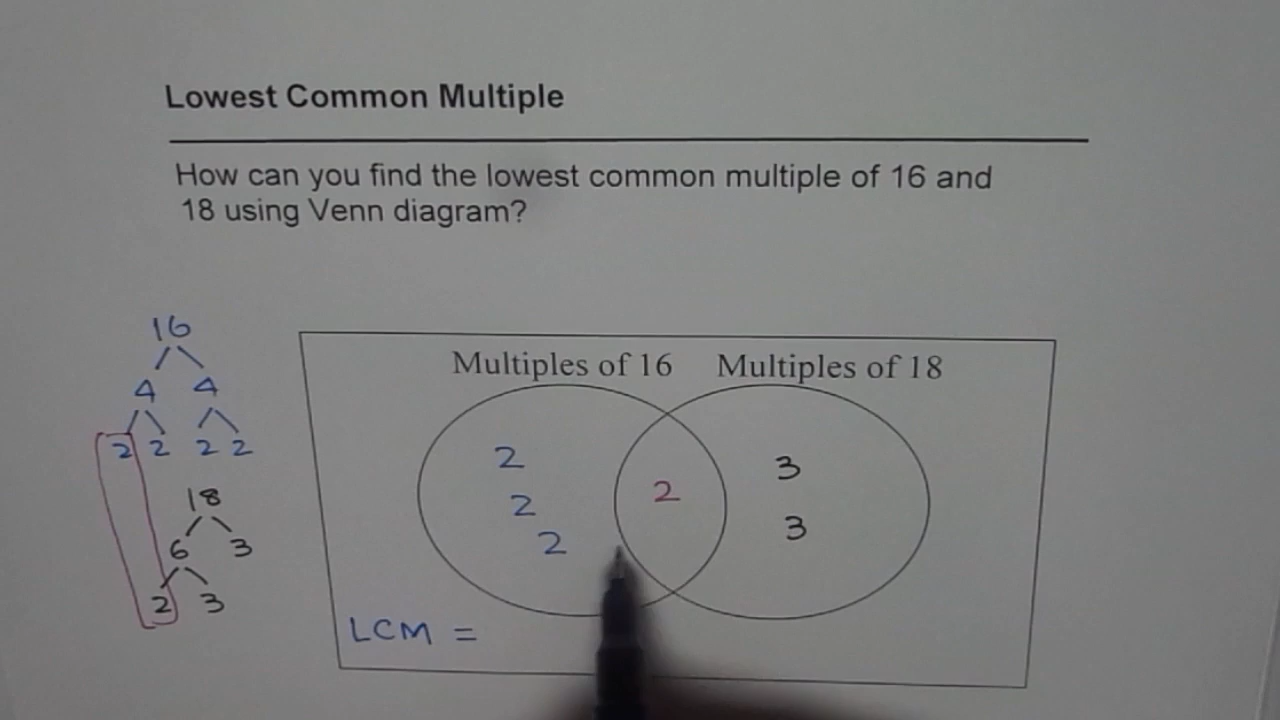 Lowest Common Multiple
How can you find the lowest common multiple of 16 and
18 using Venn diagram?
16
4 4
2 2 2 2
18
6 3
2 3
Multiples of 16 Multiples of 18
2
2
2
2
3
3
LCM =